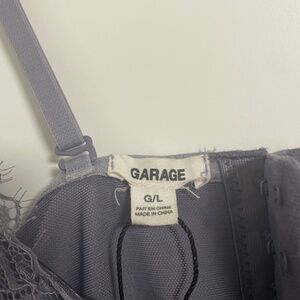 GARAGE
G/L
FAIT EN CHINE
MADE IN CHINA